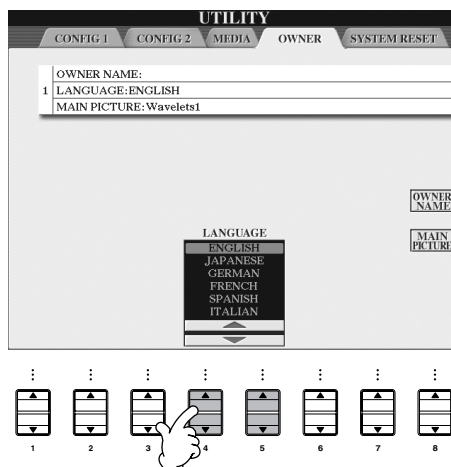 UTILITY
CONFIG 1 CONFIG 2 MEDIA OWNER SYSTEM RESET
OWNER NAME:
1 LANGUAGE:ENGLISH
MAIN PICTURE:Wavelets1
OWNER
NAME
LANGUAGE
MAIN
PICTURE
ENGLISH
JAPANESE
GERMAN
FRENCH
SPANISH
ITALIAN
1 2 3 4 5 6 7 8